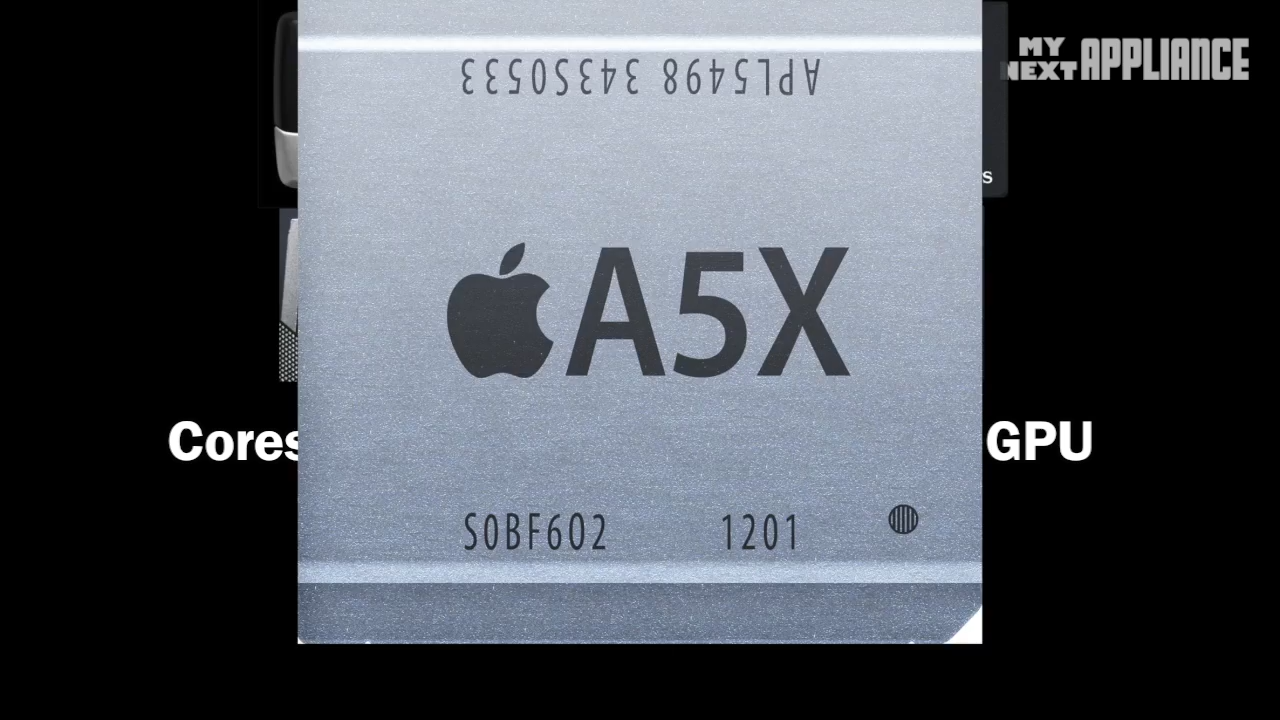 MY
NEXT APPLIANCE
APL5498 343S0533
s
A5X
Cores
GPU
S0BF602 1201